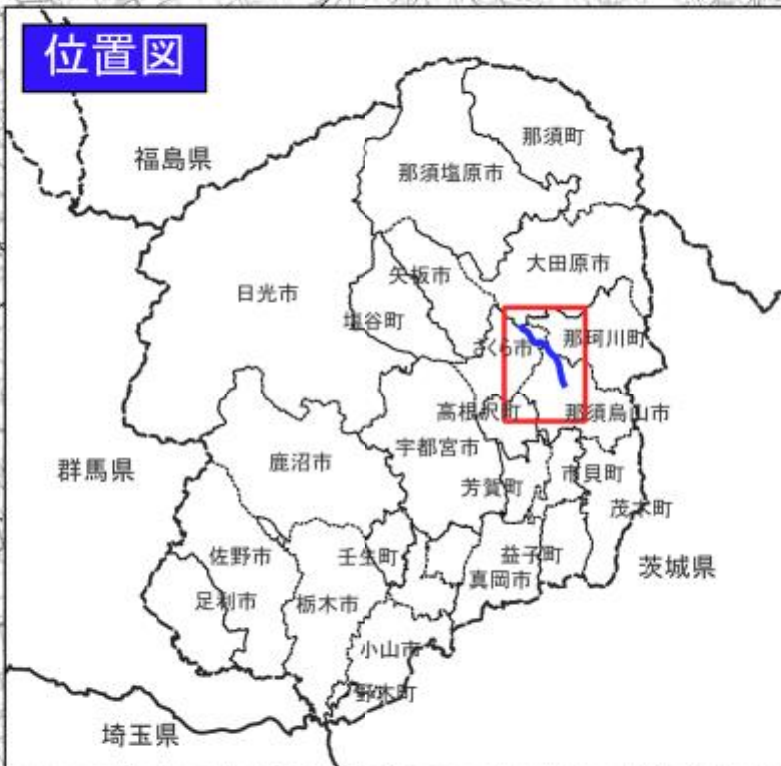 位置図
那須町
福島県
那須塩原市
大田原市
矢板市
日光市
塩谷町
那珂川町
さくら市
高根沢町
那須烏山市
宇都宮市
鹿沼市
群馬県
市貝町
芳賀町
茂木町
佐野市
壬生町
益子町
茨城県
真岡市
足利市
栃木市
小山市
野木町
埼玉県